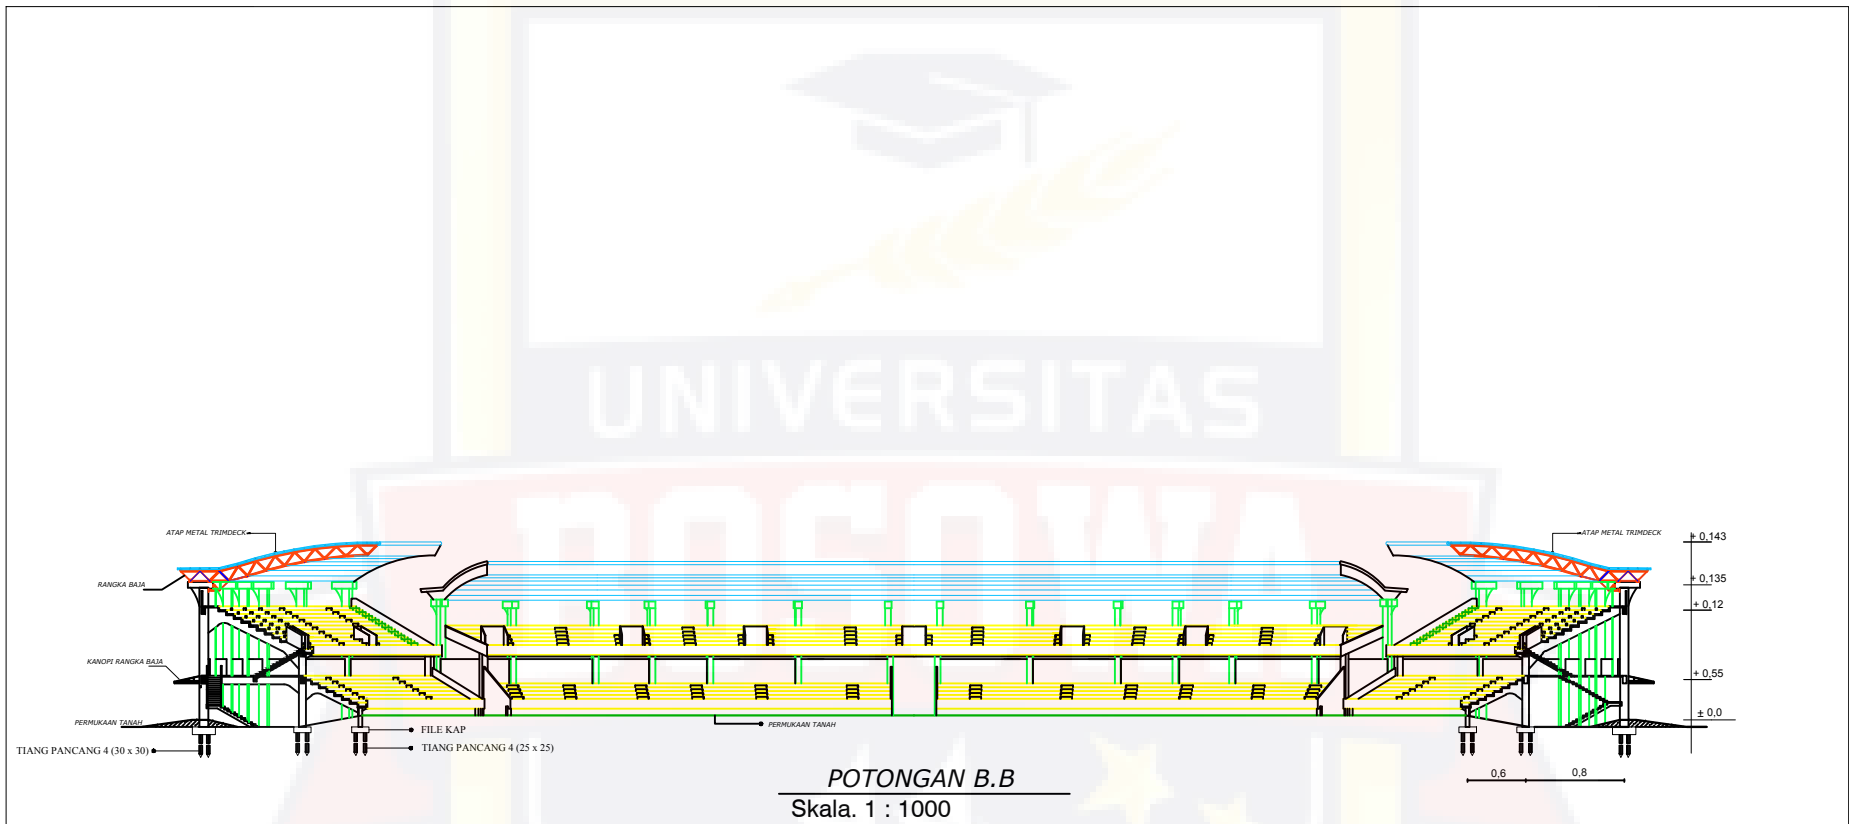 UNIVERSITAS
BOSOWA
ATAP METAL TRIMDECK
ATAP METAL TRIMDECK
+ 0,143
RANGKA BAJA
+ 0,135
+ 0,12
KANOPI RANGKA BAJA
+ 0,55
± 0,0
PERMUKAAN TANAH
PERMUKAAN TANAH
FILE KAP
TIANG PANCANG 4 (30 x 30)
TIANG PANCANG 4 (25 x 25)
0,6
0,8
POTONGAN B.B
Skala. 1 : 1000